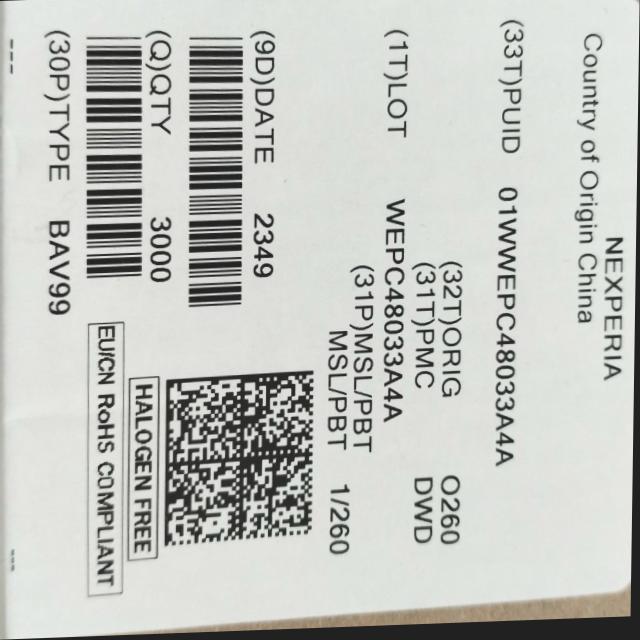 NEXPERIA
Country of Origin China
(33T)PUID 01WWEPC48033A4A
(32T)ORIG O260
(31T)PMC DWD
(1T)LOT WEPC48033A4A
(31P)MSL/PBT
MSL/PBT 1/260
(9D)DATE 2349
(Q)QTY 3000
HALOGEN FREE
EU/CN RoHS COMPLIANT
(30P)TYPE BAV99